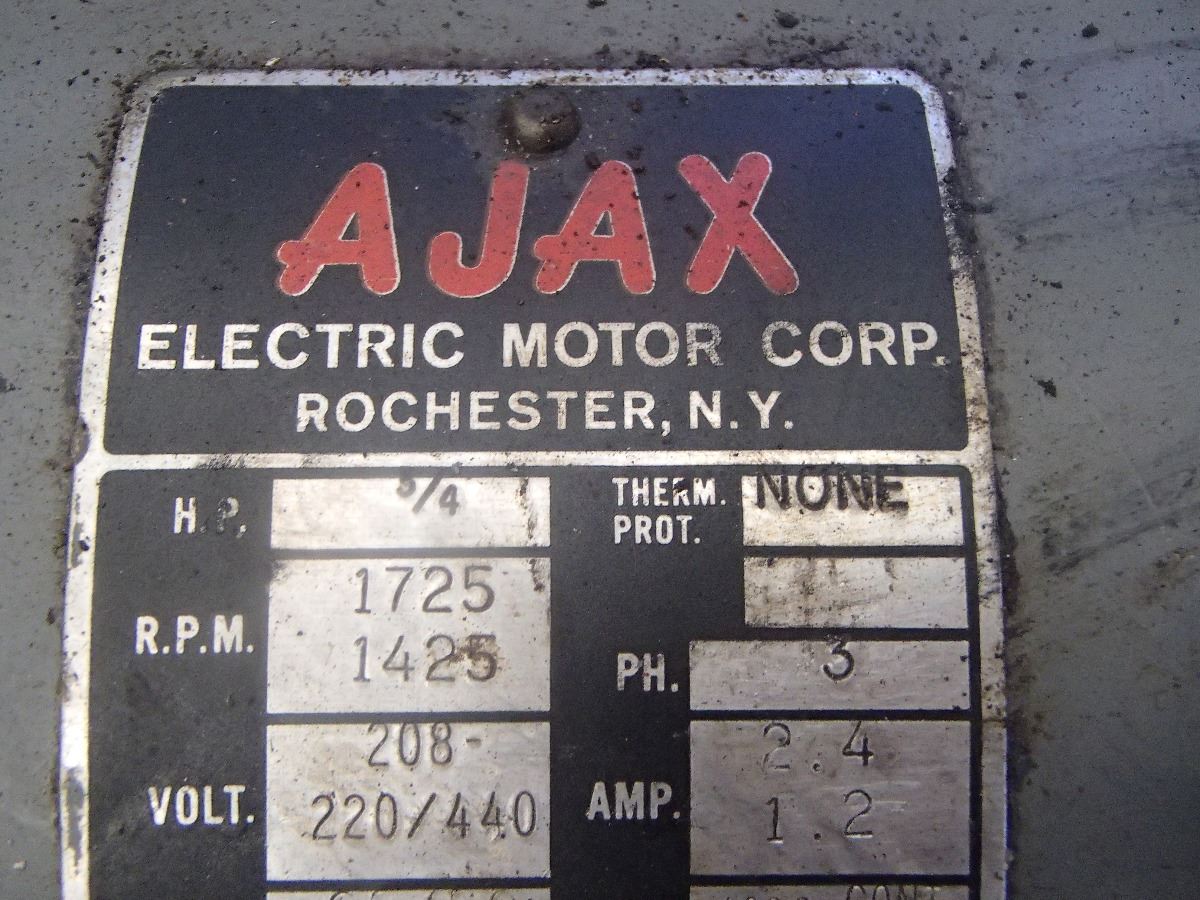 AJAX
ELECTRIC MOTOR CORP.
ROCHESTER, N.Y.
H.P. 3/4 THERM. PROT. NONE
R.P.M. 1725
1425
PH. 3
VOLT. 208-
220/440
AMP. 2.4
1.2
CONT